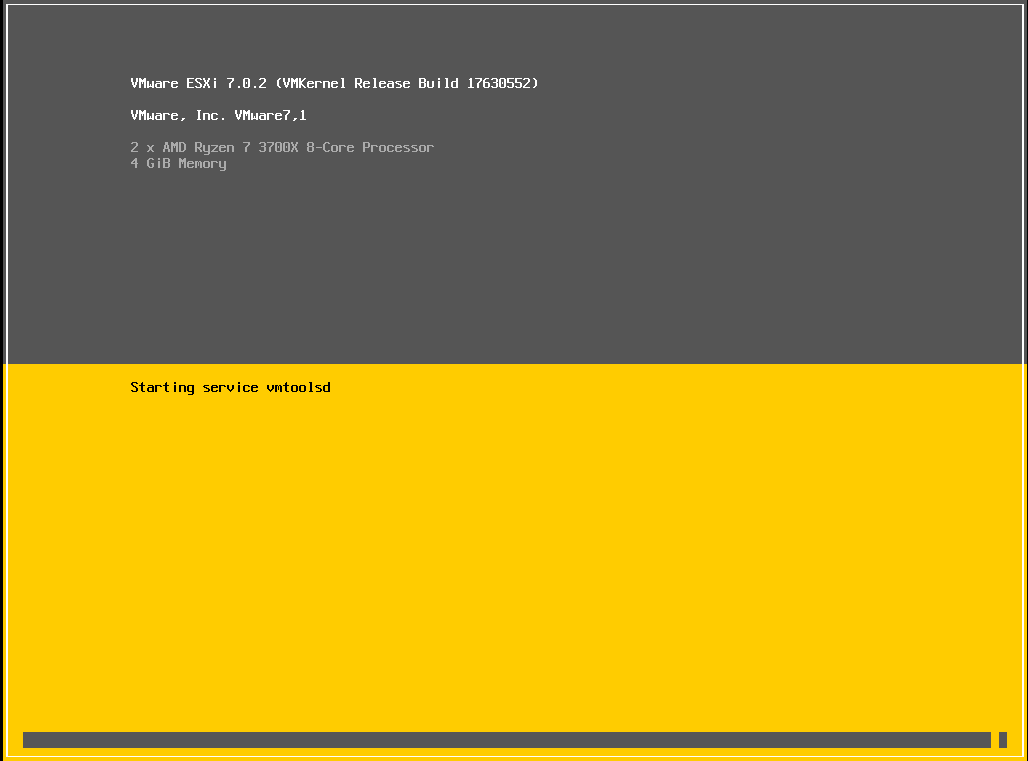 VMware ESXi 7.0.2 (VMKernel Release Build 17630552)
VMware, Inc. VMware7,1
2 x AMD Ryzen 7 3700X 8-Core Processor
4 GiB Memory
Starting service vmtoolsd